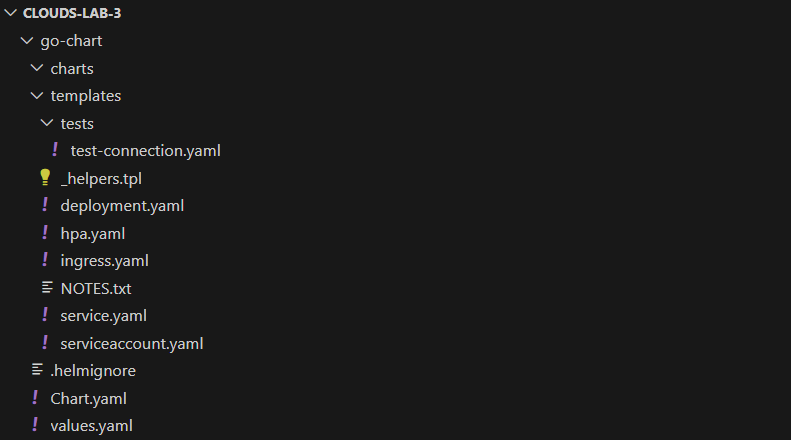 CLOUDS-LAB-3
go-chart
charts
templates
tests
test-connection.yaml
_helpers.tpl
deployment.yaml
hpa.yaml
ingress.yaml
NOTES.txt
service.yaml
serviceaccount.yaml
.helmignore
Chart.yaml
values.yaml